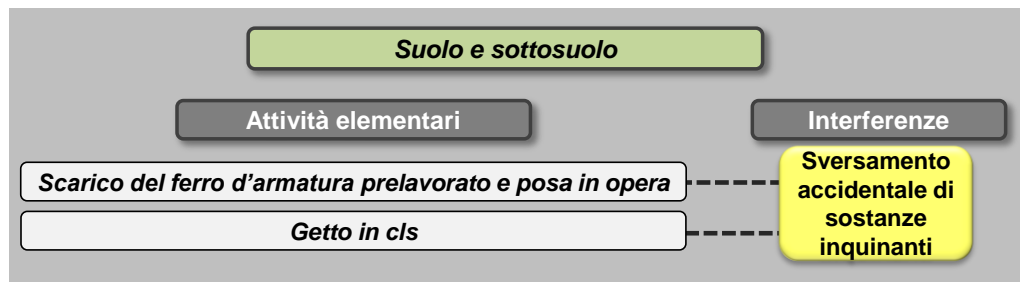 Suolo e sottosuolo
Attività elementari
Interferenze
Scarico del ferro d'armatura prelavorato e posa in opera
Getto in cls
Sversamento
accidentale di
sostanze
inquinanti